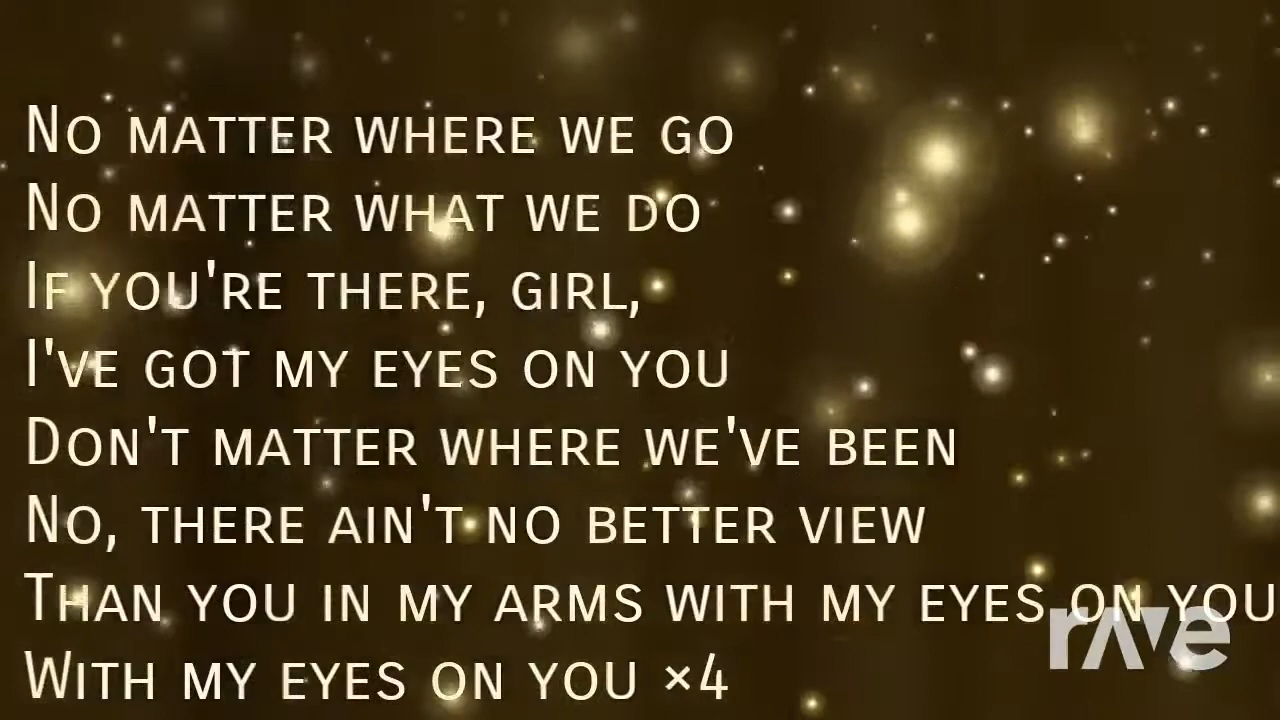 No matter where we go
No matter what we do
If you're there, girl,
I've got my eyes on you
Don't matter where we've been
No, there ain't no better view
Than you in my arms with my eyes on you
With my eyes on you ×4
rave